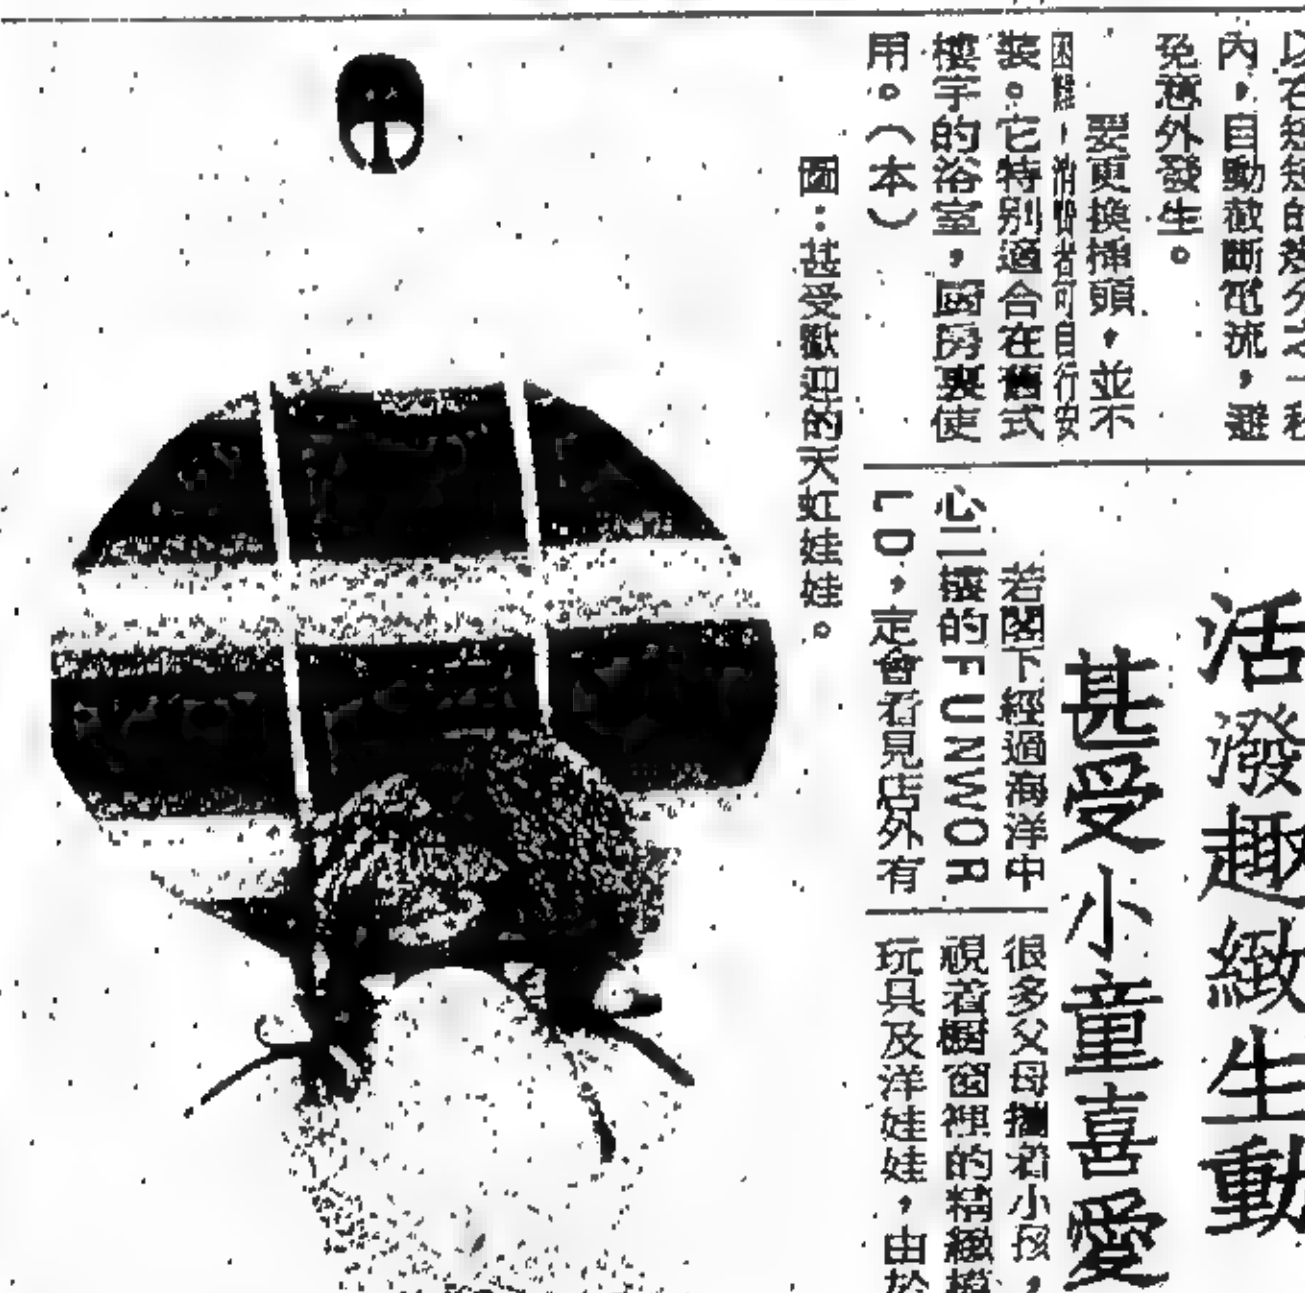 以右短短的幾分之一秒
內，自動截斷電流，避
免意外發生。
要更換插頭，並不
困難，消費者可自行安
裝。它特別適合在舊式
樓宇的浴室，廚房裏使
用。（本）
圖：甚受歡迎的天虹娃娃。
活潑趣緻生動
甚受小童喜愛
若閣下經過海洋中
心二樓的FUNWOR
LD，定會看見店外有
很多父母攜着小孩，
視着櫥窗裡的精緻模
玩具及洋娃娃，由於